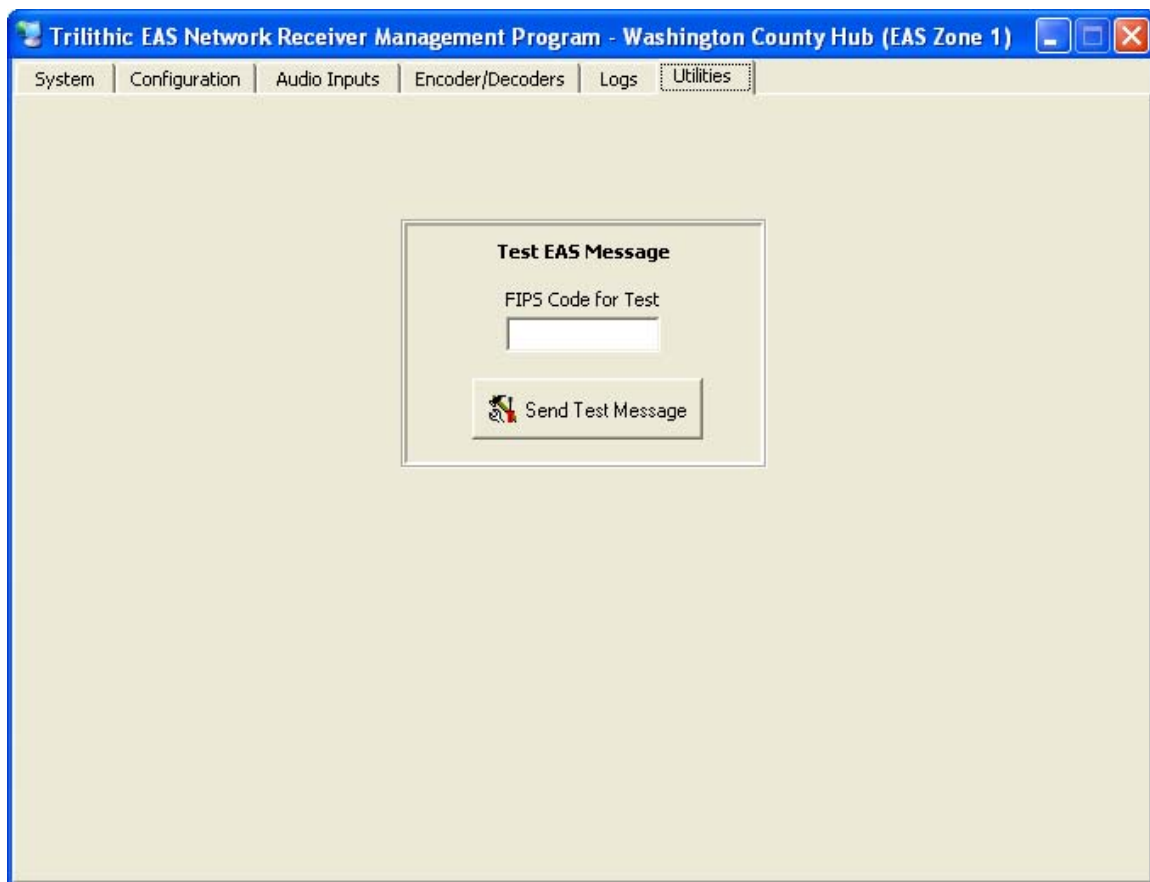 Trilithic EAS Network Receiver Management Program - Washington County Hub (EAS Zone 1)
System Configuration Audio Inputs Encoder/Decoders Logs Utilities
Test EAS Message
FIPS Code for Test
Send Test Message